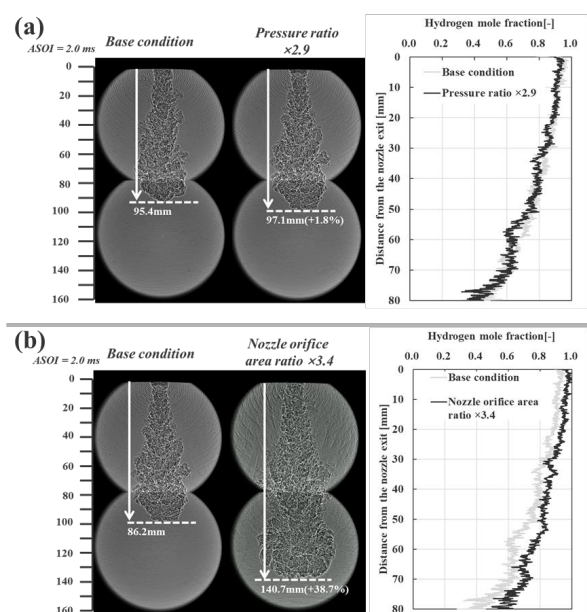 (a)
ASOI = 2.0 ms
Base condition
Pressure ratio
×2.9
0
20
40
60
80
100
120
140
160
95.4mm
97.1mm(+1.8%)
Hydrogen mole fraction[-]
0.0 0.2 0.4 0.6 0.8 1.0
Base condition
Pressure ratio ×2.9
Distance from the nozzle exit [mm]
0
10
20
30
40
50
60
70
80
(b)
ASOI = 2.0 ms
Base condition
Nozzle orifice
area ratio ×3.4
0
20
40
60
80
100
120
140
160
86.2mm
140.7mm(+38.7%)
Hydrogen mole fraction[-]
0.0 0.2 0.4 0.6 0.8 1.0
Base condition
Nozzle orifice area
ratio ×3.4
Distance from the nozzle exit [mm]
0
10
20
30
40
50
60
70
80